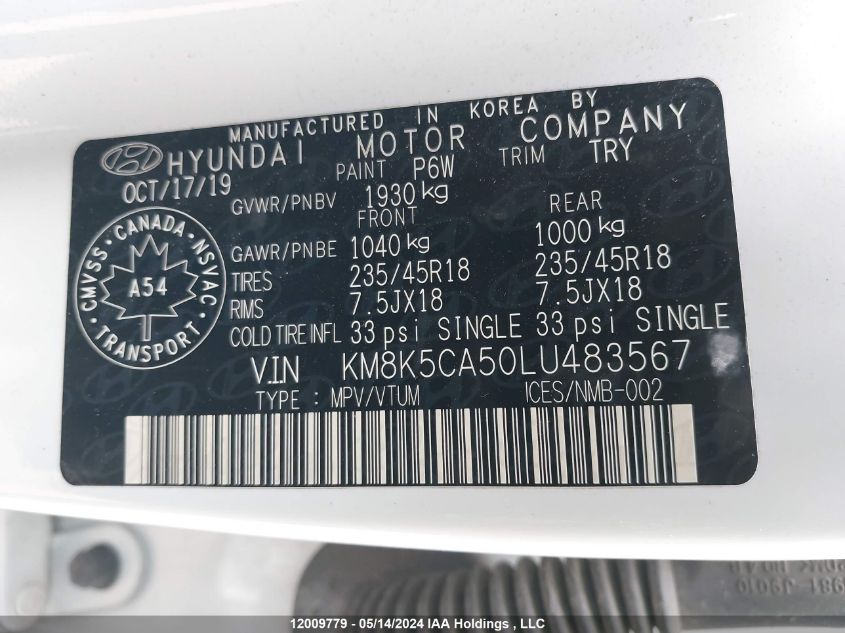 MANUFACTURED IN KOREA BY
HYUNDAI MOTOR COMPANY
OCT/17/19 PAINT P6W TRIM TRY
GVWR/PNBV 1930 kg
FRONT REAR
GAWR/PNBE 1040 kg 1000 kg
TIRES 235/45R18 235/45R18
RIMS 7.5JX18 7.5JX18
COLD TIRE INFL 33 psi SINGLE 33 psi SINGLE
V.I.N KM8K5CA50LU483567
TYPE : MPV/VTUM ICES/NMB-002
CMVSS · CANADA · NSVAC · TRANSPORT
A54
12009779 - 05/14/2024 IAA Holdings , LLC